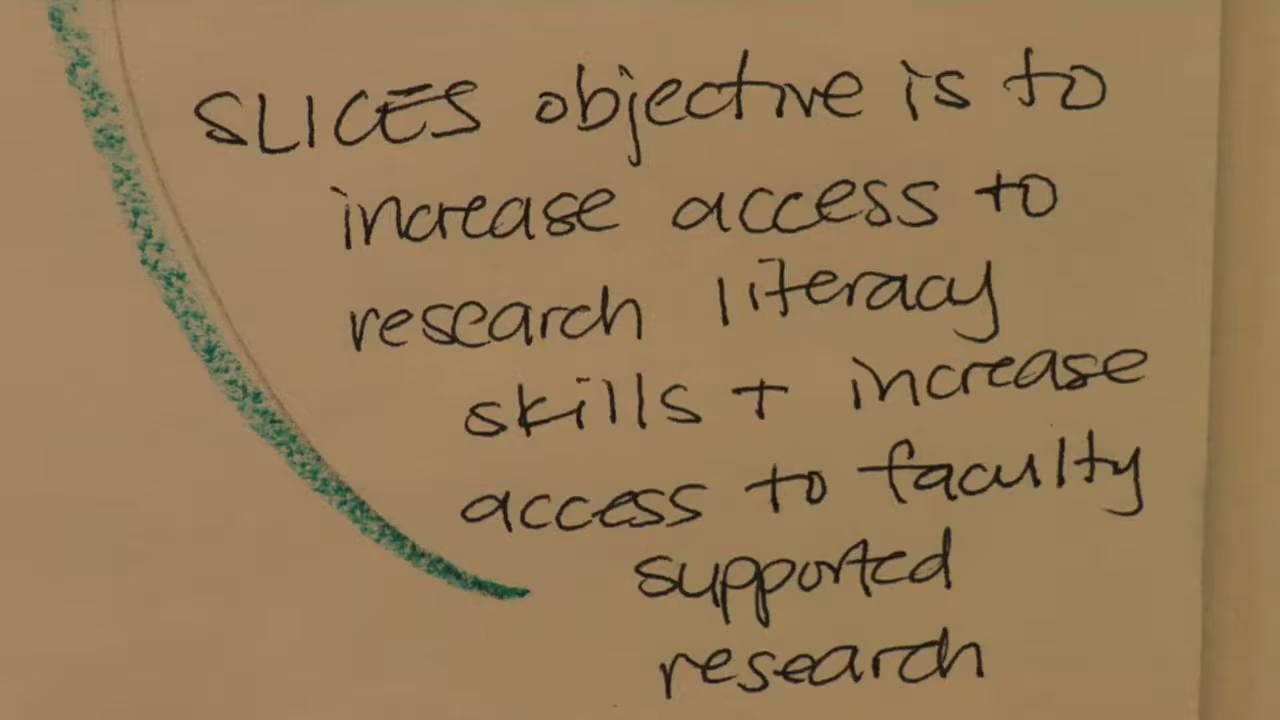 SLICES objective is to
increase access to
research literacy
skills + increase
access to faculty
supported
research